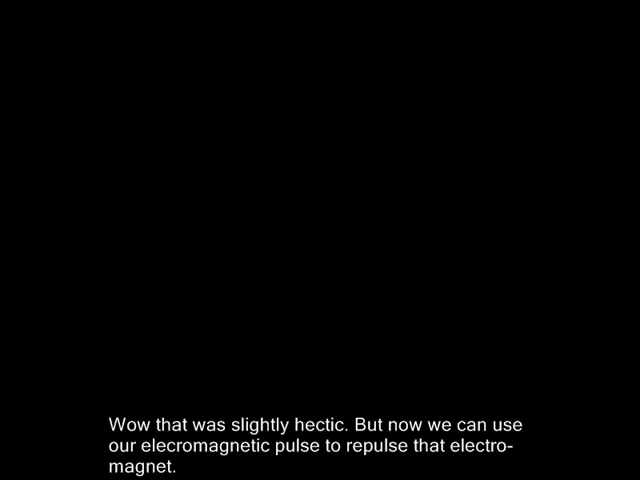 Wow that was slightly hectic. But now we can use
our elecromagnetic pulse to repulse that electro-
magnet.